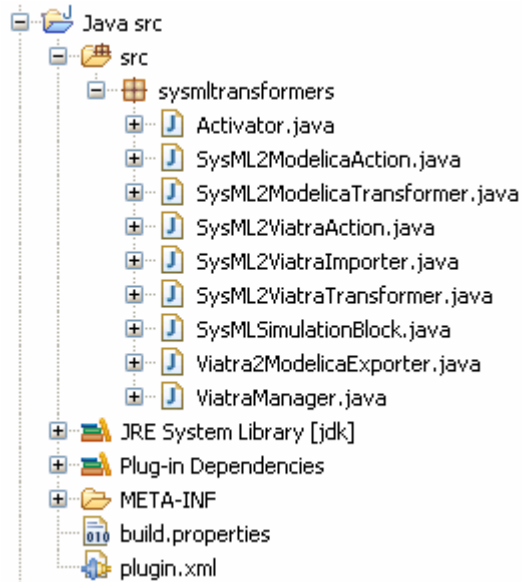 Java src
src
sysmltransformers
Activator.java
SysML2ModelicaAction.java
SysML2ModelicaTransformer.java
SysML2ViatraAction.java
SysML2ViatraImporter.java
SysML2ViatraTransformer.java
SysMLSimulationBlock.java
Viatra2ModelicaExporter.java
ViatraManager.java
JRE System Library [jdk]
Plug-in Dependencies
META-INF
build.properties
plugin.xml